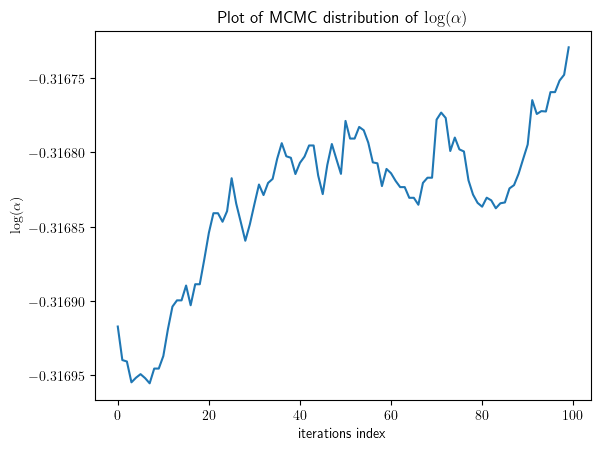 Plot of MCMC distribution of log(α)
log(α)
−0.31675
−0.31680
−0.31685
−0.31690
−0.31695
0 20 40 60 80 100
iterations index